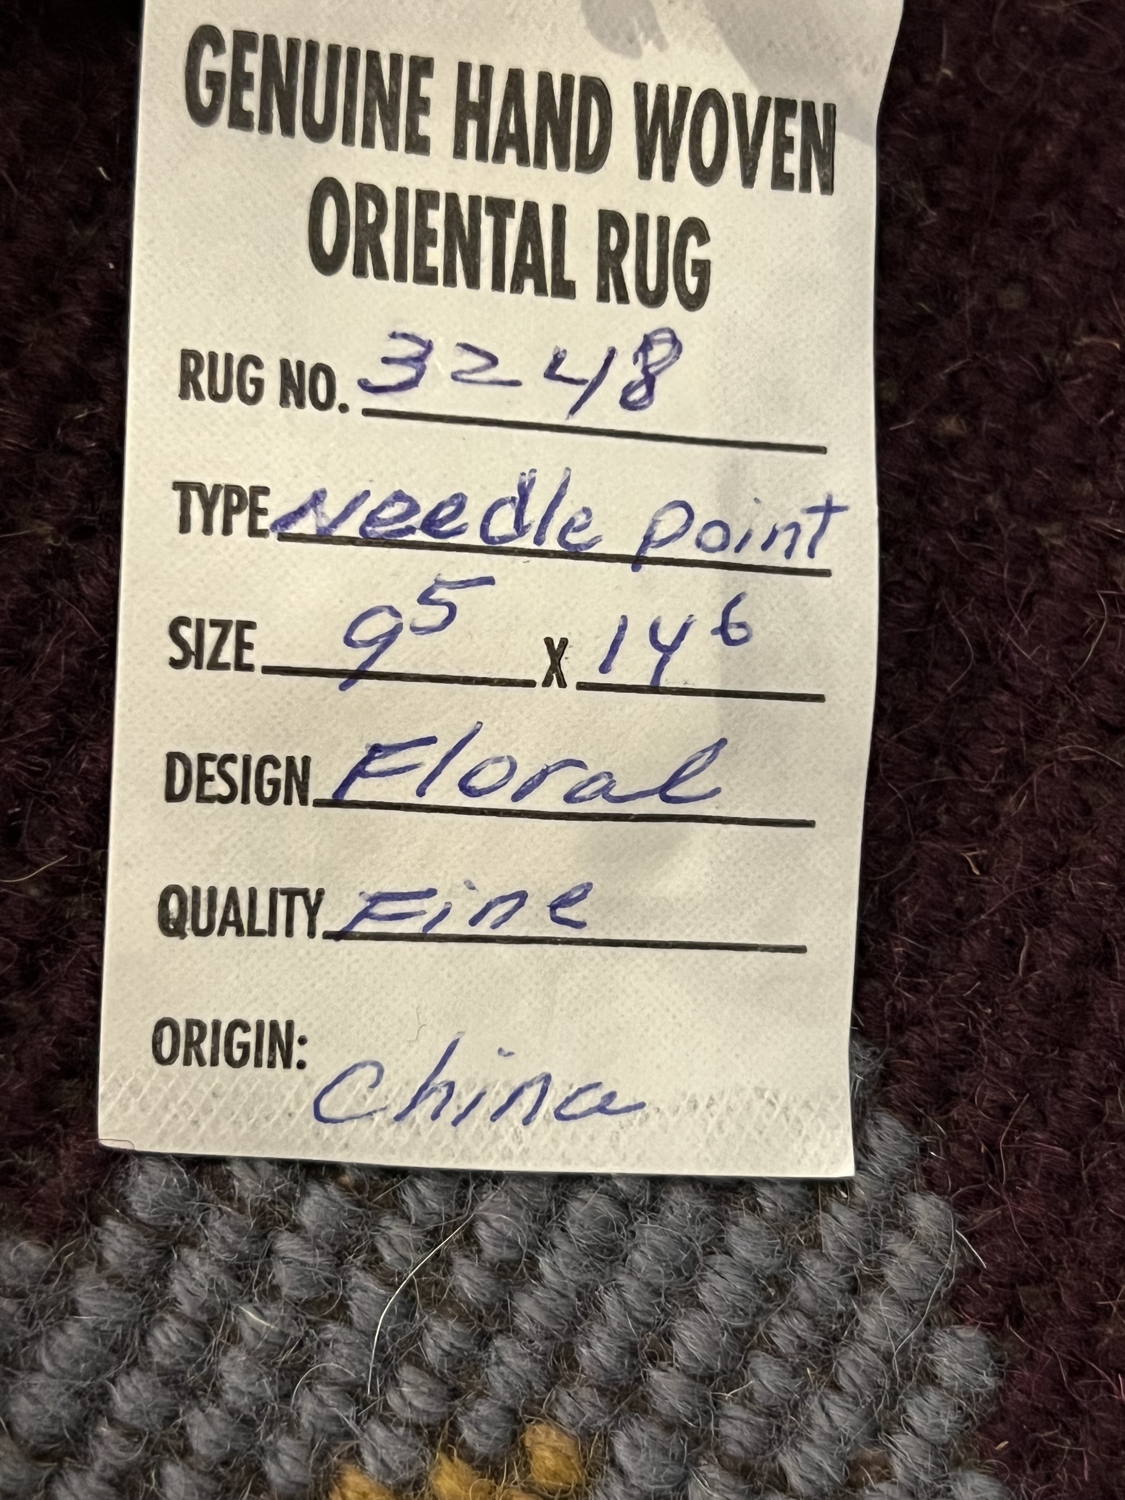 GENUINE HAND WOVEN
ORIENTAL RUG
RUG NO. 3248
TYPE Needle point
SIZE 9⁵ X 14⁶
DESIGN Floral
QUALITY Fine
ORIGIN: China